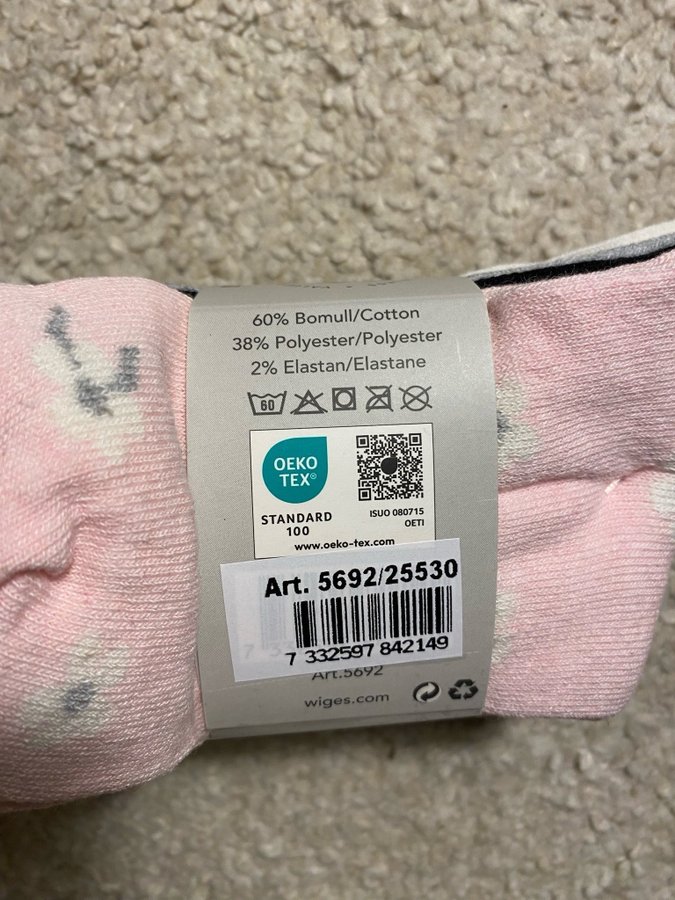 60% Bomull/Cotton
38% Polyester/Polyester
2% Elastan/Elastane
60
OEKO
TEX®
STANDARD
100
ISUO 080715
OETI
www.oeko-tex.com
Art. 5692/25530
7 332597 842149
Art.5692
wiges.com